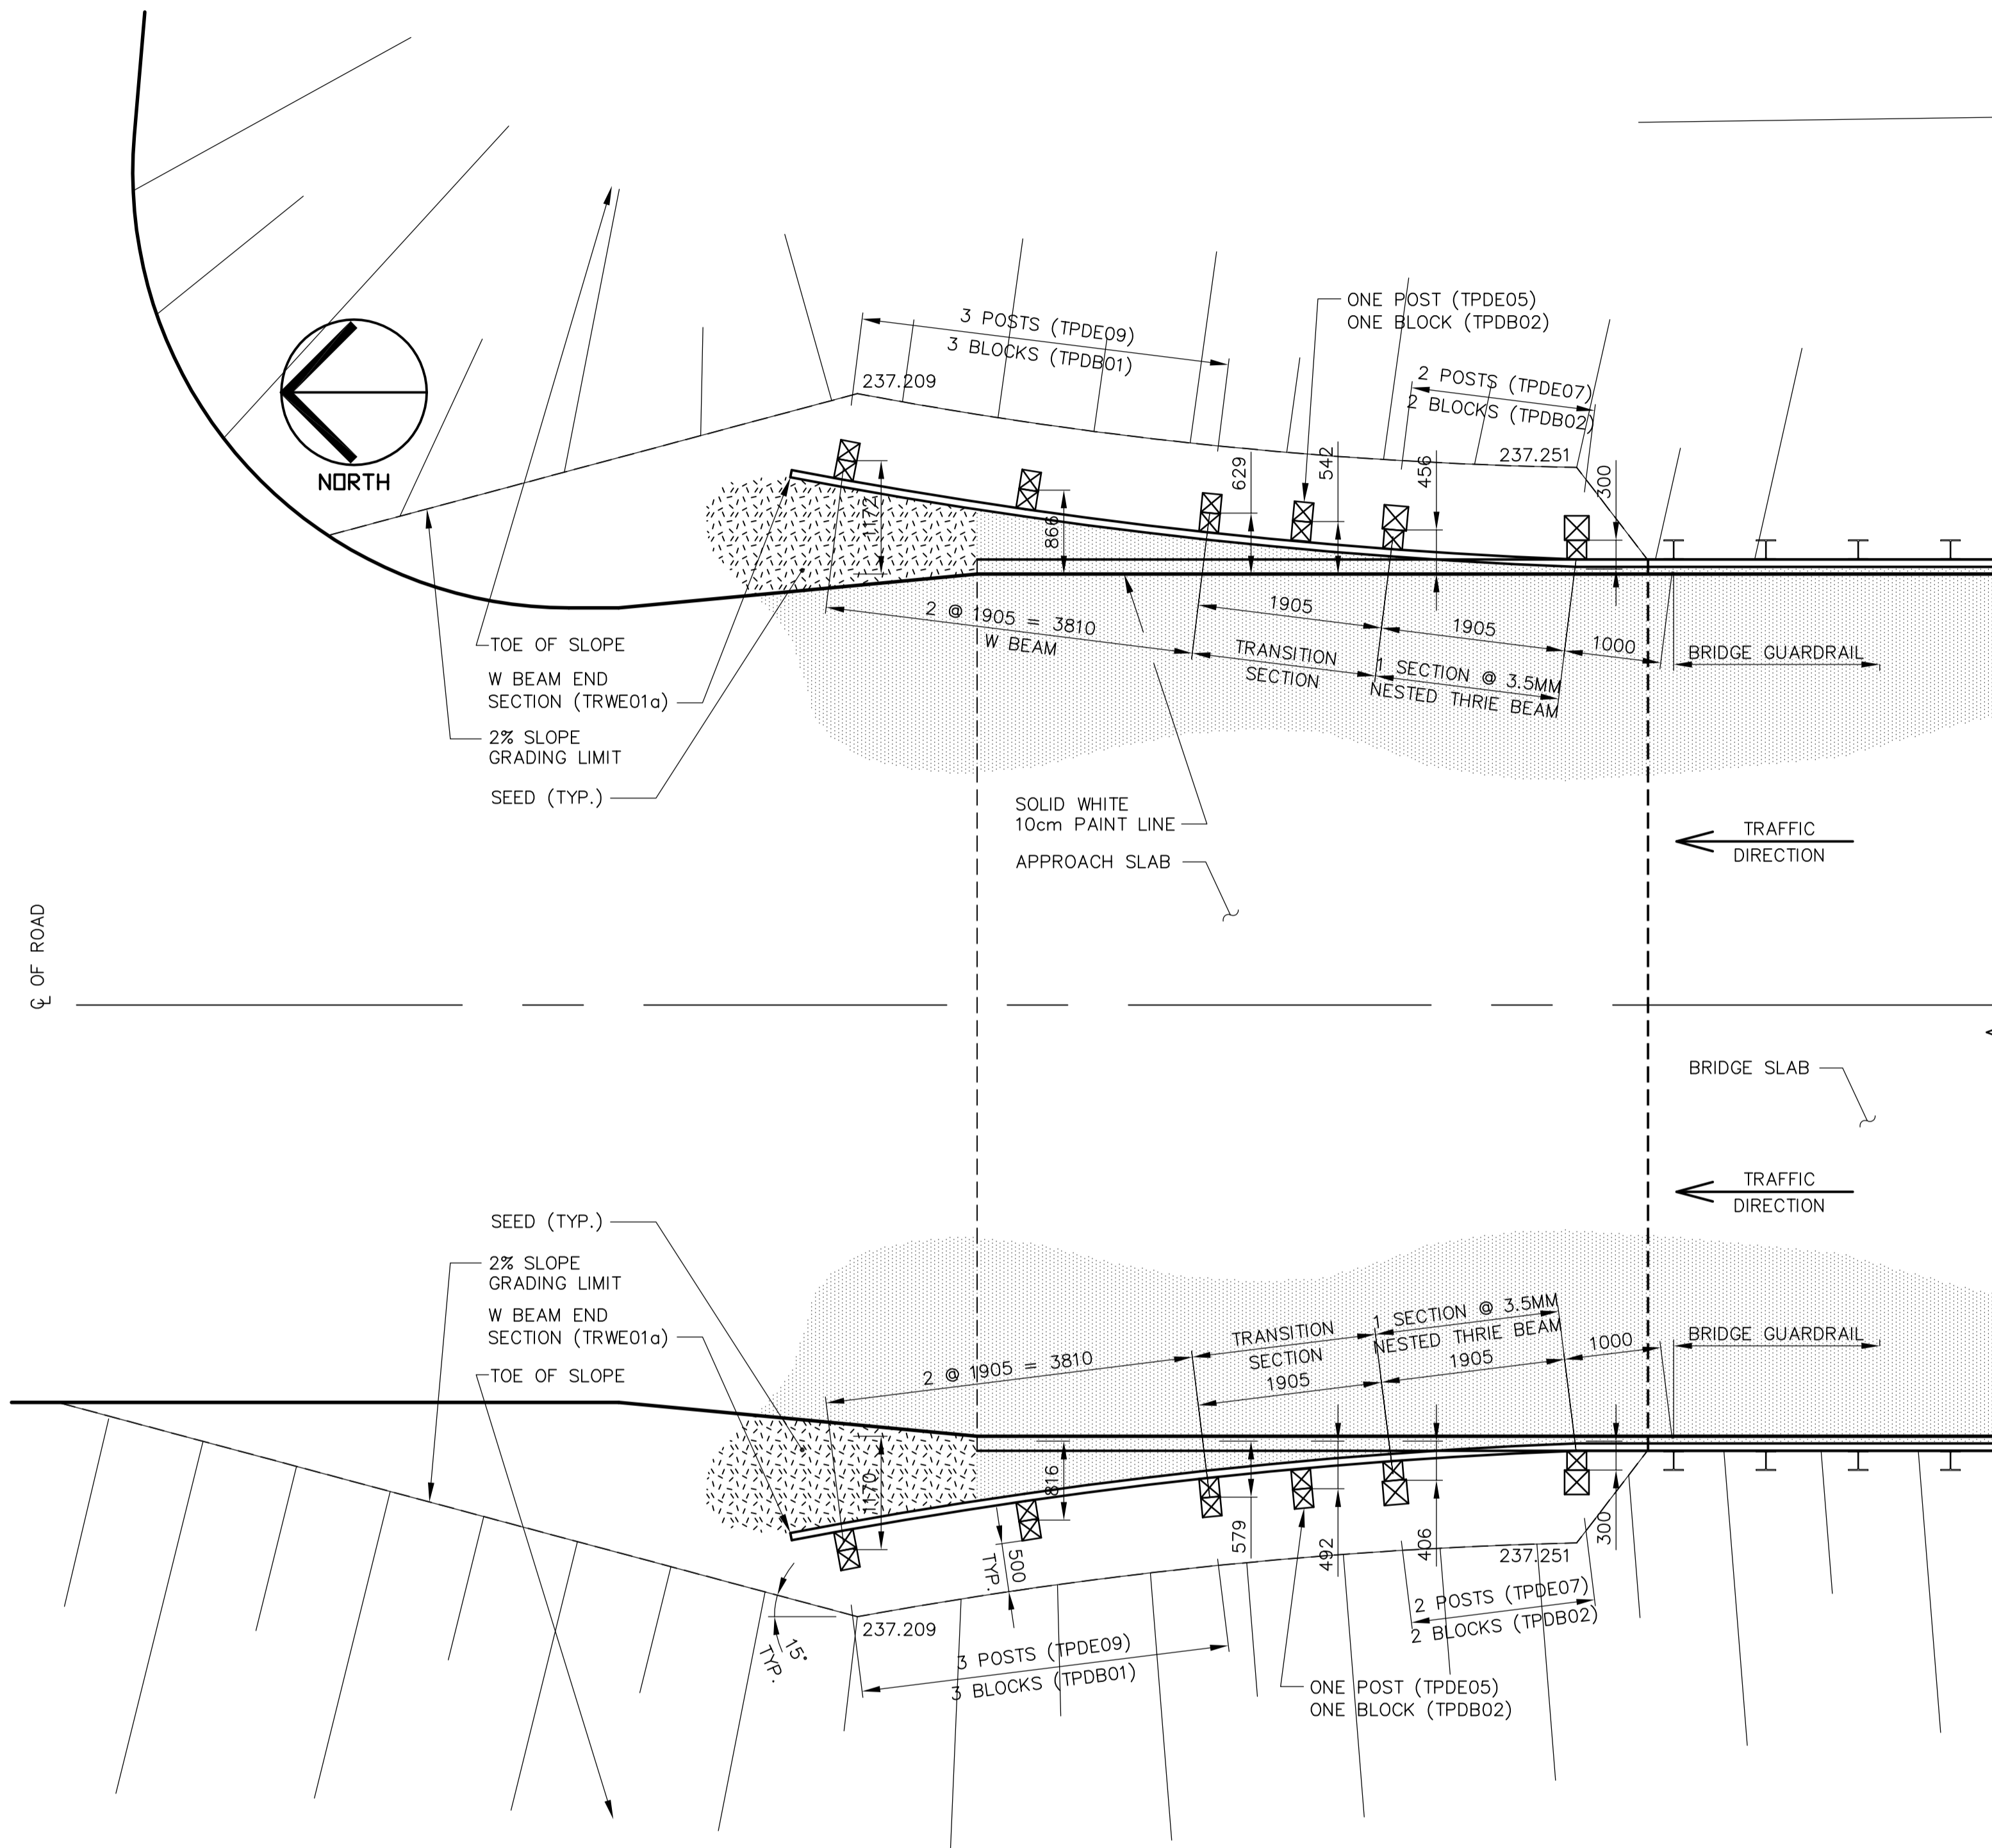 3 POSTS (TPDE09)
3 BLOCKS (TPDB01)
ONE POST (TPDE05)
ONE BLOCK (TPDB02)
2 POSTS (TPDE07)
2 BLOCKS (TPDB02)
237.209
237.251
NORTH
1172
866
629
542
456
300
2 @ 1905 = 3810
W BEAM
1905
TRANSITION
SECTION
1905
1 SECTION @ 3.5MM
NESTED THRIE BEAM
1000
BRIDGE GUARDRAIL
TOE OF SLOPE
W BEAM END
SECTION (TRWE01a)
2% SLOPE
GRADING LIMIT
SEED (TYP.)
SOLID WHITE
10cm PAINT LINE
APPROACH SLAB
TRAFFIC
DIRECTION
℄ OF ROAD
BRIDGE SLAB
TRAFFIC
DIRECTION
SEED (TYP.)
2% SLOPE
GRADING LIMIT
W BEAM END
SECTION (TRWE01a)
TOE OF SLOPE
2 @ 1905 = 3810
TRANSITION
SECTION
1905
1 SECTION @ 3.5MM
NESTED THRIE BEAM
1905
1000
BRIDGE GUARDRAIL
1170
816
579
492
406
300
500
TYP.
15°
TYP.
237.209
237.251
3 POSTS (TPDE09)
3 BLOCKS (TPDB01)
2 POSTS (TPDE07)
2 BLOCKS (TPDB02)
ONE POST (TPDE05)
ONE BLOCK (TPDB02)